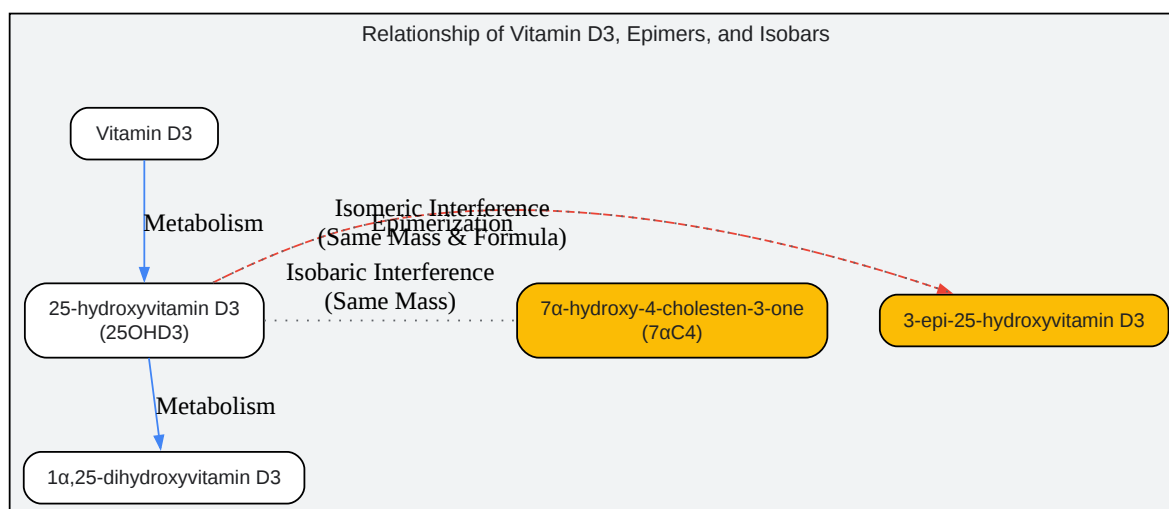 Relationship of Vitamin D3, Epimers, and Isobars
Vitamin D3
Metabolism
Isomeric Interference
(Same Mass & Formula)
Epimerization
Isobaric Interference
(Same Mass)
25-hydroxyvitamin D3
(25OHD3)
7α-hydroxy-4-cholesten-3-one
(7αC4)
3-epi-25-hydroxyvitamin D3
Metabolism
1α,25-dihydroxyvitamin D3